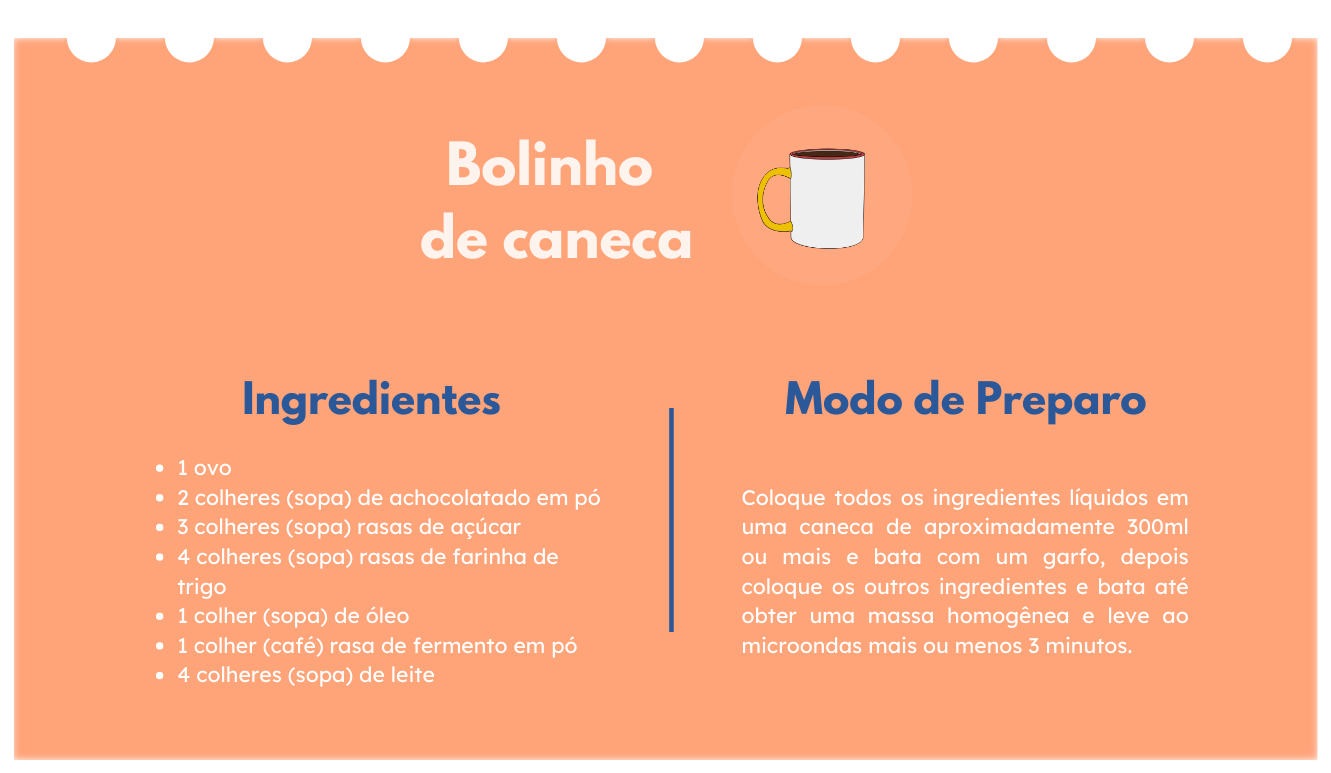 Bolinho
de caneca
Ingredientes
• 1 ovo
• 2 colheres (sopa) de achocolatado em pó
• 3 colheres (sopa) rasas de açúcar
• 4 colheres (sopa) rasas de farinha de
trigo
• 1 colher (sopa) de óleo
• 1 colher (café) rasa de fermento em pó
• 4 colheres (sopa) de leite
Modo de Preparo
Coloque todos os ingredientes líquidos em
uma caneca de aproximadamente 300ml
ou mais e bata com um garfo, depois
coloque os outros ingredientes e bata até
obter uma massa homogênea e leve ao
microondas mais ou menos 3 minutos.